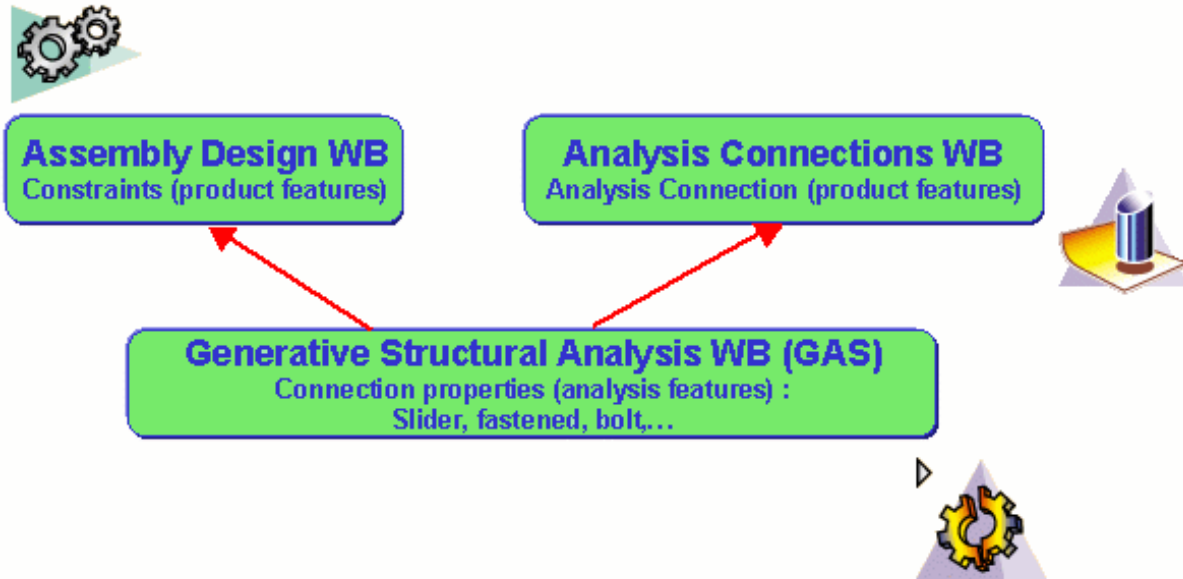 Assembly Design WB
Constraints (product features)
Analysis Connections WB
Analysis Connection (product features)
Generative Structural Analysis WB (GAS)
Connection properties (analysis features) :
Slider, fastened, bolt,...